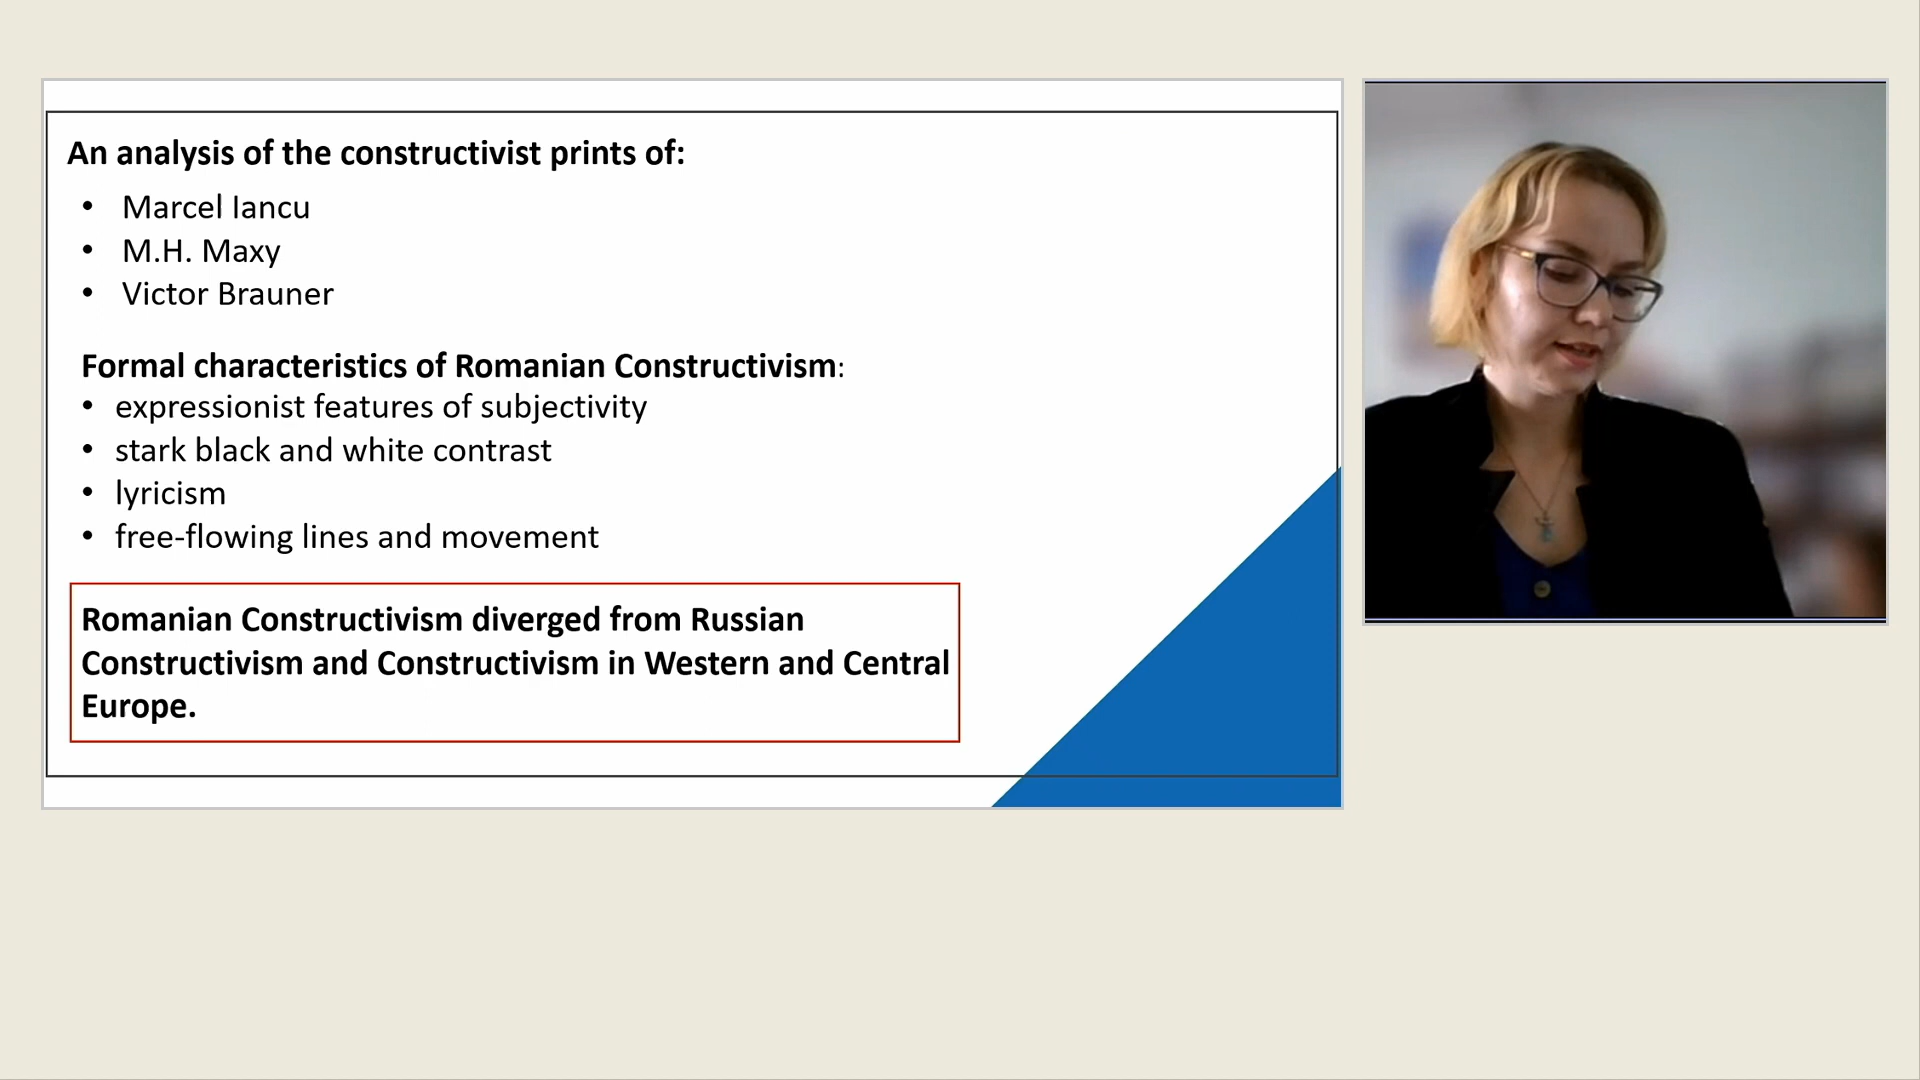 An analysis of the constructivist prints of:
• Marcel Iancu
• M.H. Maxy
• Victor Brauner
Formal characteristics of Romanian Constructivism:
• expressionist features of subjectivity
• stark black and white contrast
• lyricism
• free-flowing lines and movement
Romanian Constructivism diverged from Russian
Constructivism and Constructivism in Western and Central
Europe.